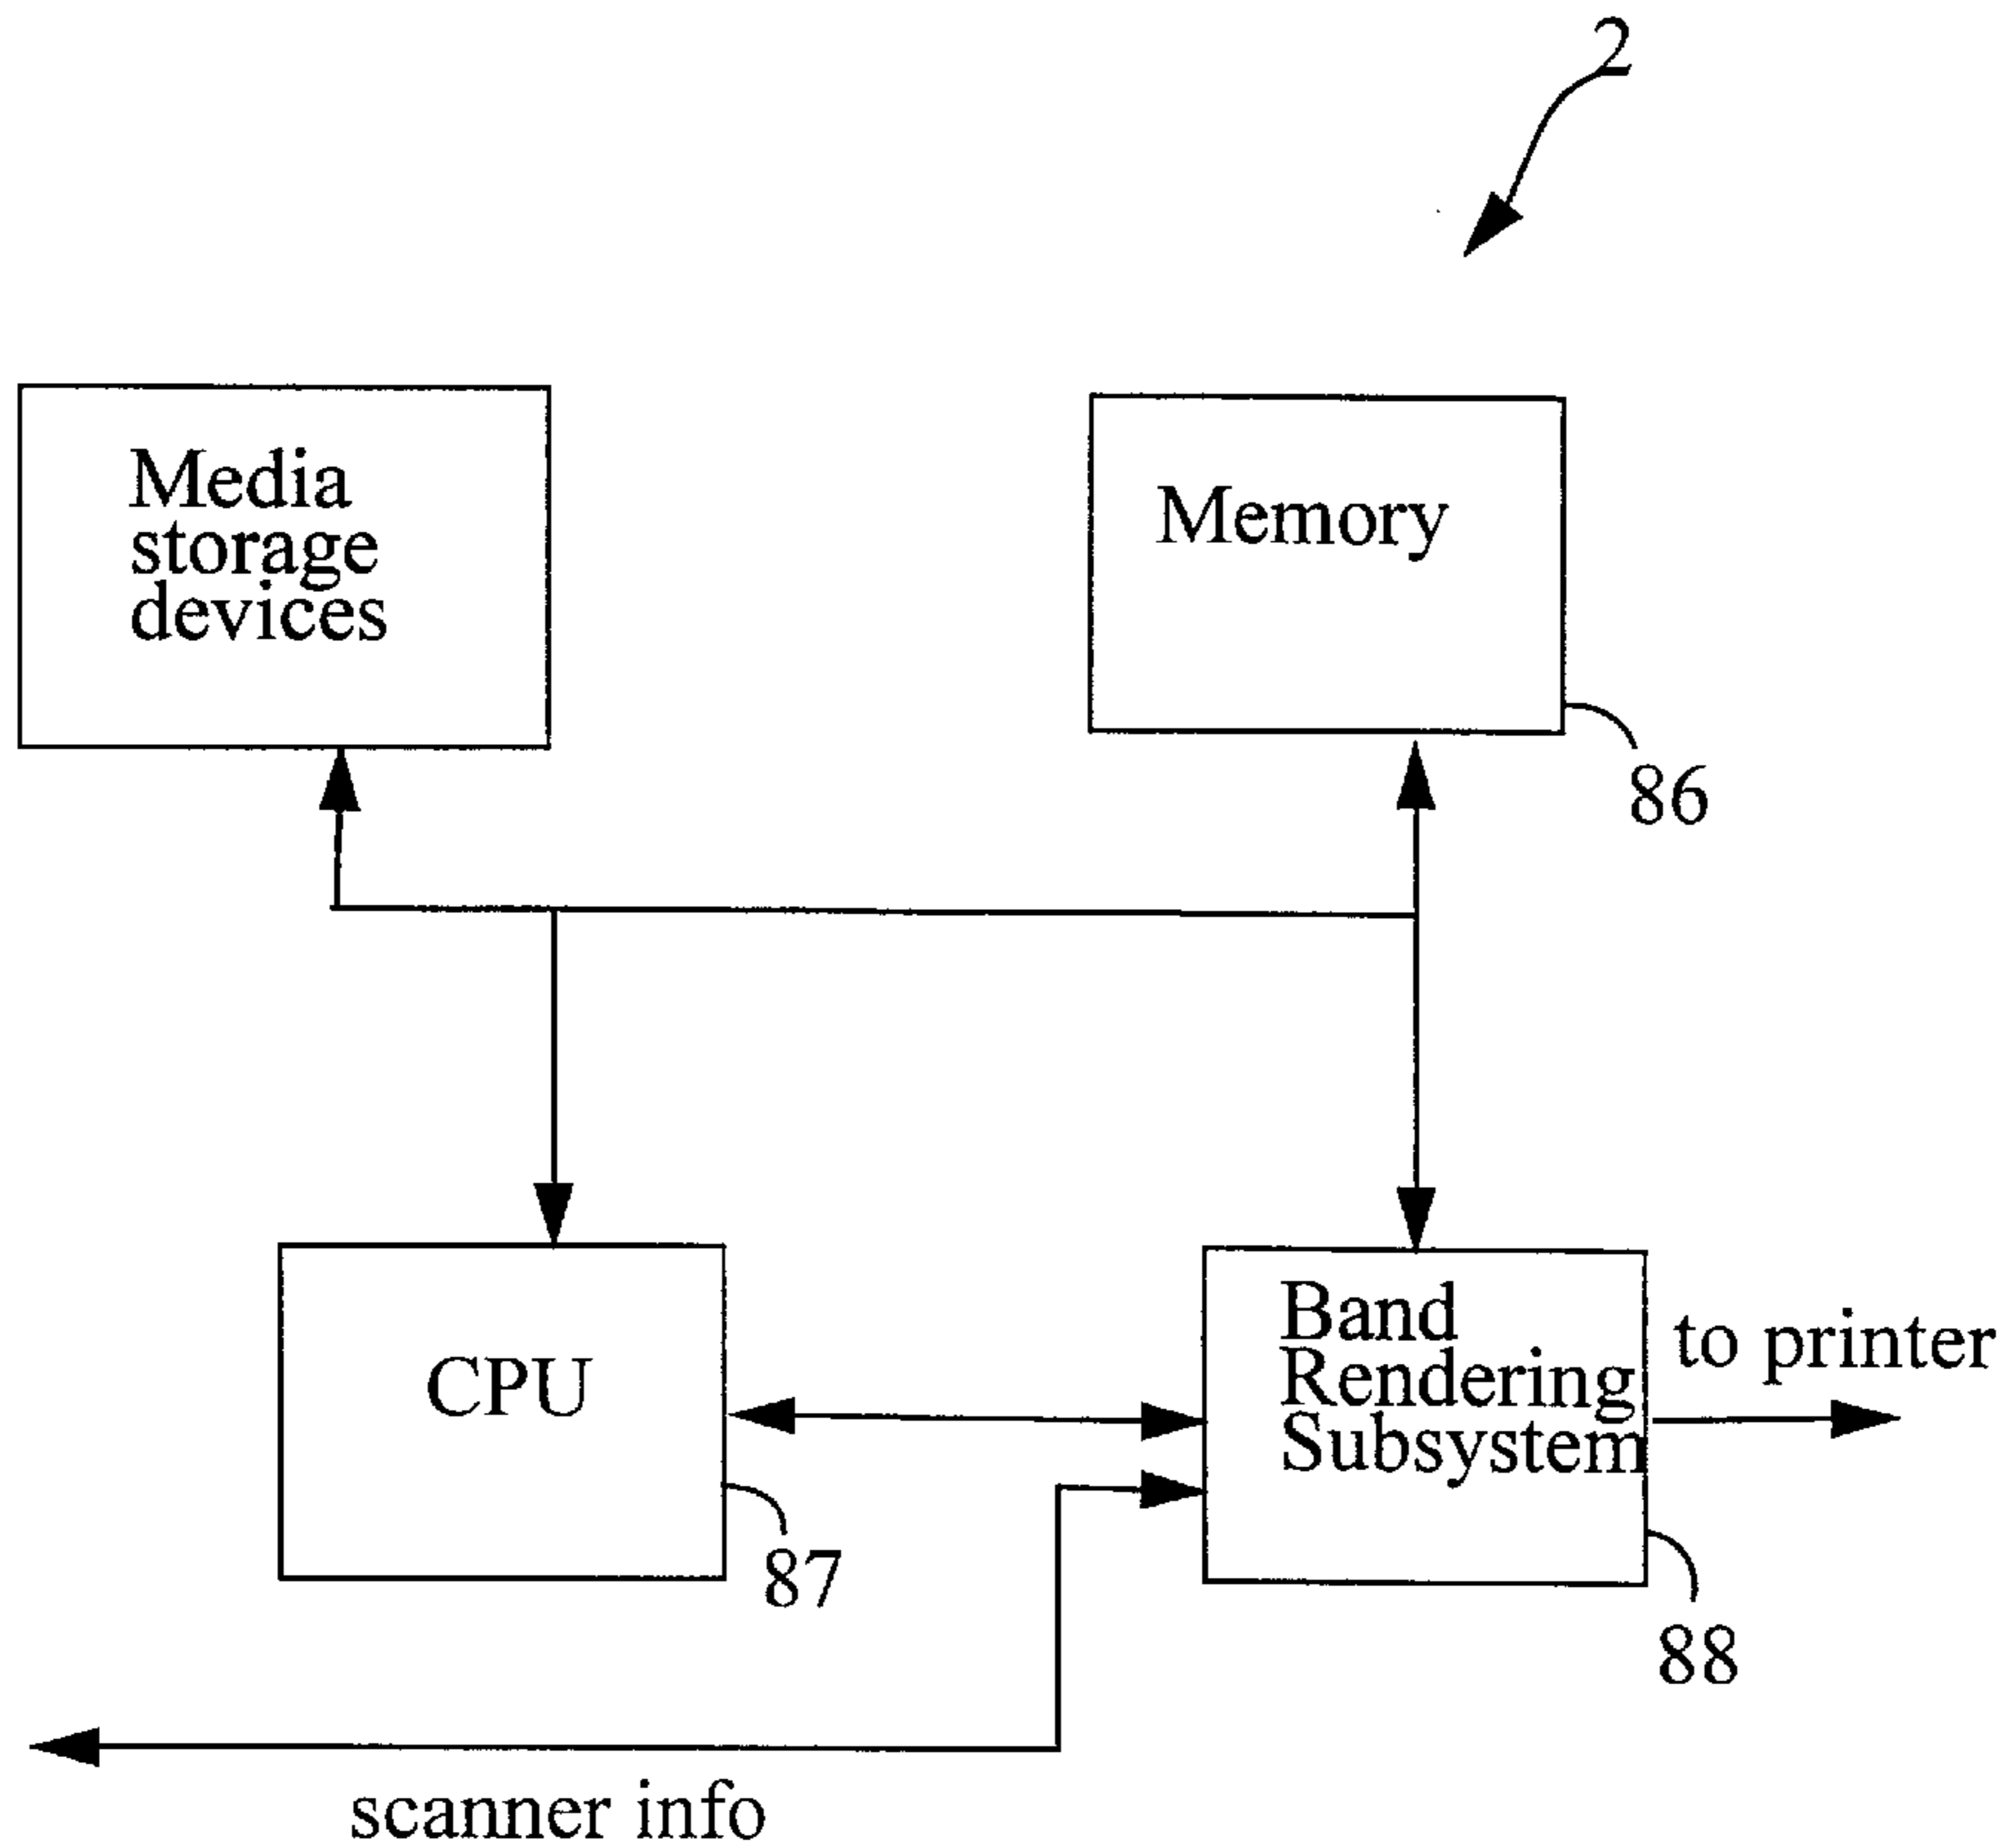 2
Media
storage
devices
Memory
86
CPU
87
Band
Rendering
Subsystem
to printer
88
scanner info